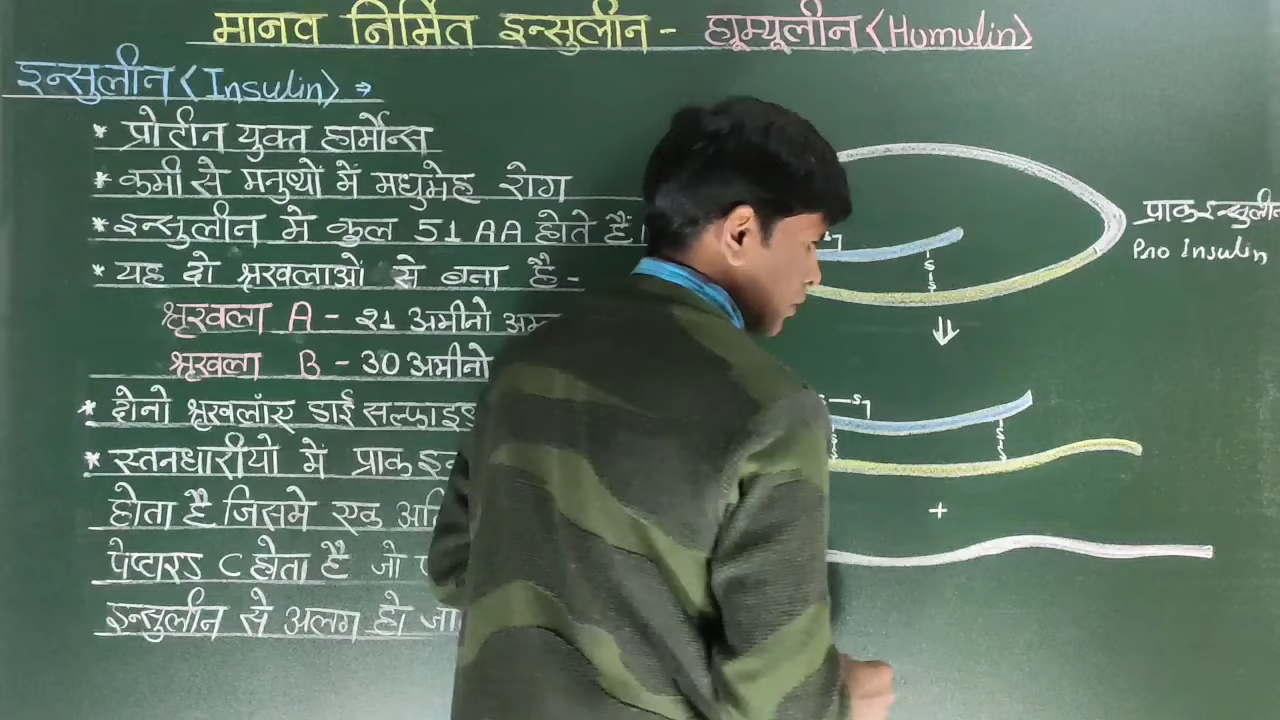 मानव निर्मित इन्सुलीन - ह्यूम्यूलीन (Humulin)
इन्सुलीन (Insulin) ⇒
* प्रोटीन युक्त हार्मोन्स
* कमी से मनुष्यों में मधुमेह रोग
* इन्सुलीन मे कुल 51 AA होते हैं।
* यह दो श्रृखलाओं से बना है -
श्रृखला A - 21 अमीनो
श्रृखला B - 30 अमीनो
* दोनो श्रृखलाॅए डाई सल्फाइड
* स्तनधारीयो में प्राक
होता है जिसमे एक
पेप्टाइड C होता है जो
इन्सुलीन से अलग हो
प्राक इन्सुलीन
Pro Insulin
S
S
S
+